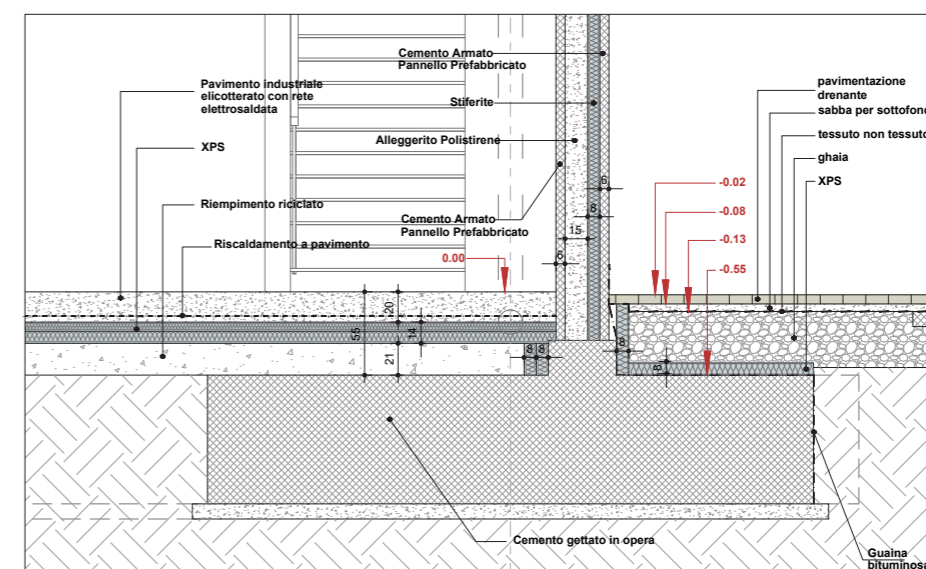 Pavimento industriale
elicotterato con rete
elettrosaldata
XPS
Riempimento riciclato
Riscaldamento a pavimento
Cemento Armato
Pannello Prefabbricato
Stiferite
Alleggerito Polistirene
Cemento Armato
Pannello Prefabbricato
0.00
6
8
15
pavimentazione
drenante
sabba per sottofondo
tessuto non tessuto
ghaia
XPS
-0.02
-0.08
-0.13
-0.55
55
20
14
21
8
8
8
8
Cemento gettato in opera
Guaina
bituminosa